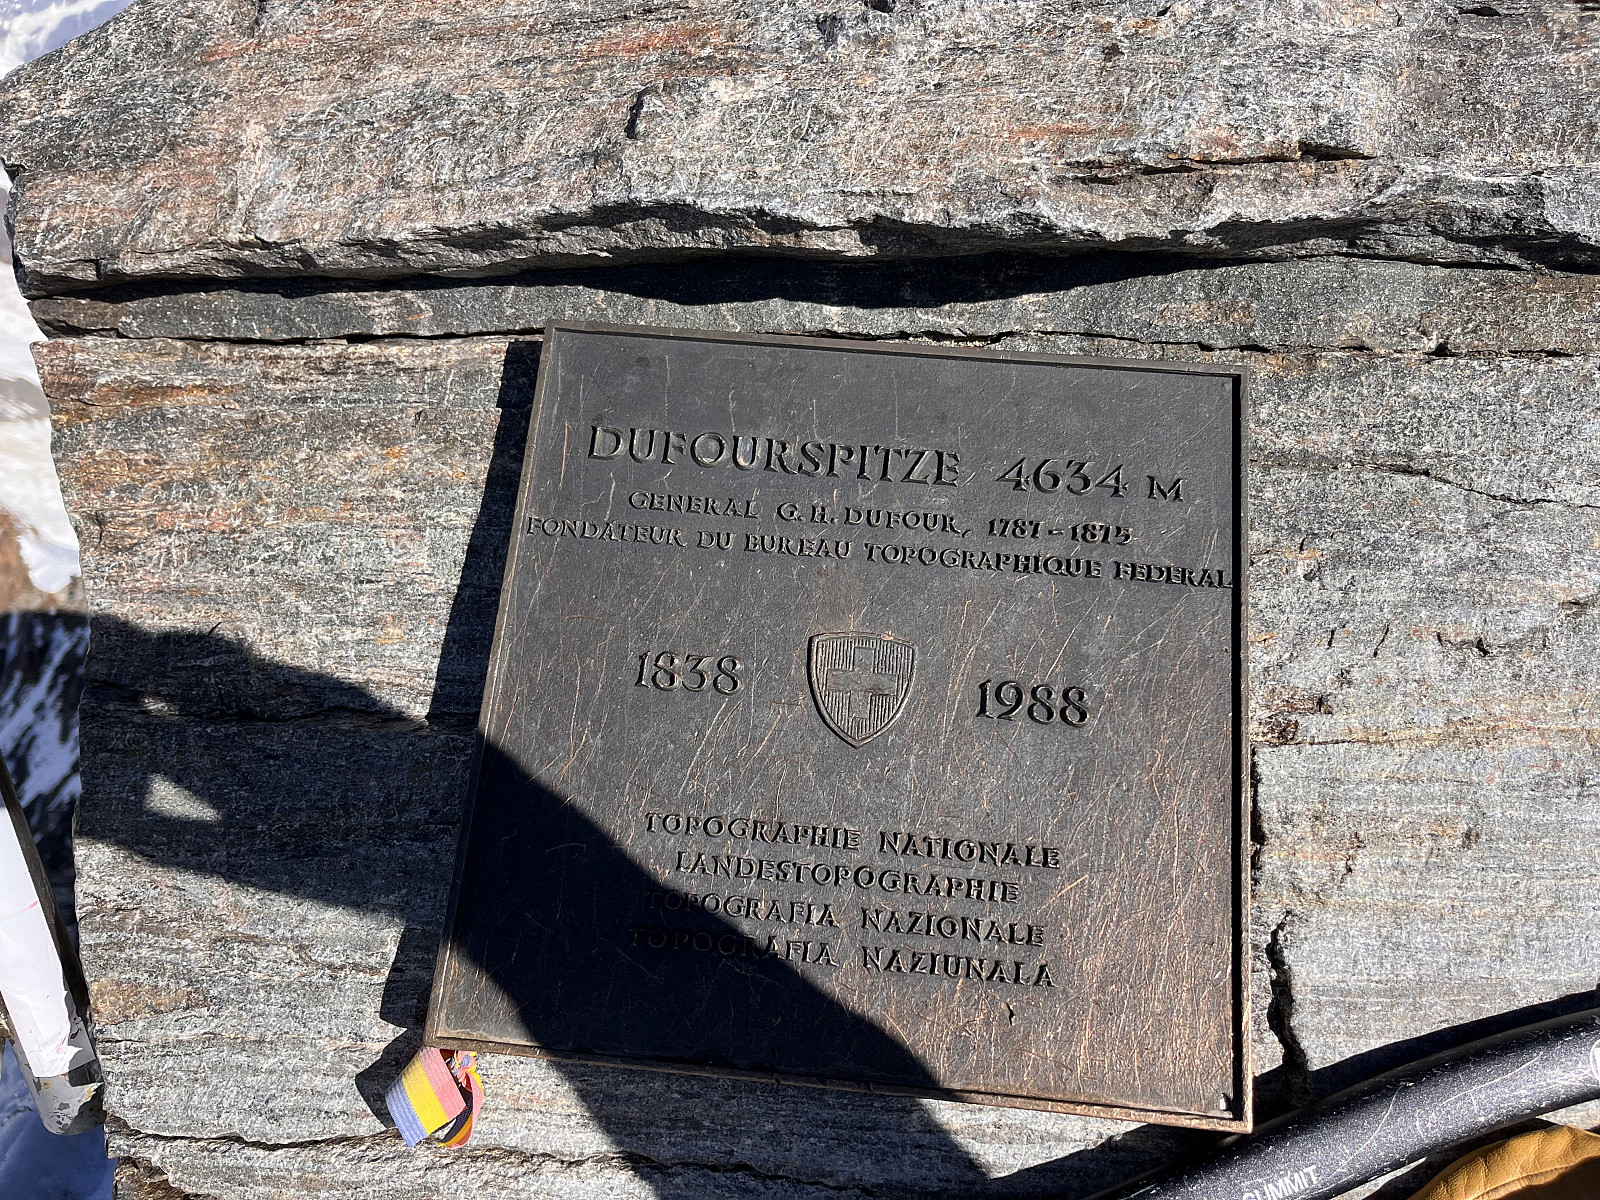 DUFOURSPITZE 4634 M
GENERAL G.H. DUFOUR, 1787-1875
FONDATEUR DU BUREAU TOPOGRAPHIQUE FEDERAL
1838 1988
TOPOGRAPHIE NATIONALE
LANDESTOPOGRAPHIE
TOPOGRAFIA NAZIONALE
TOPOGRAFIA NAZIUNALA
SUMMIT